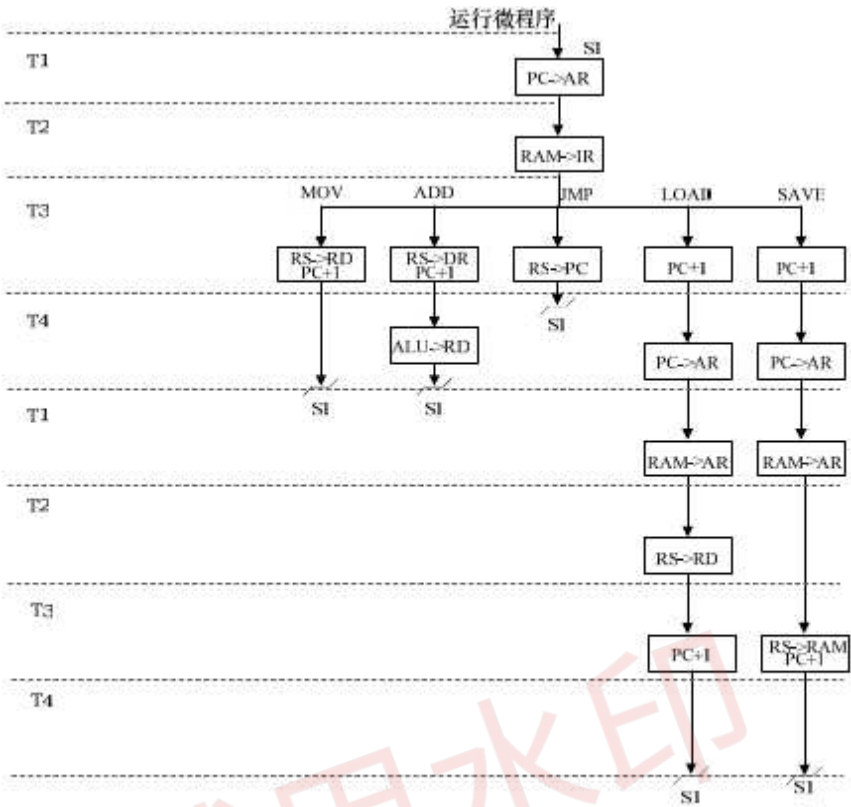 运行微程序
SI
T1
PC->AR
T2
RAM->IR
T3
MOV ADD JMP LOAD SAVE
RS->RD RS->DR RS->PC PC+1 PC+1
PC+1 PC+1
T4
SI
ALU->RD PC->AR PC->AR
SI SI
T1
RAM->AR RAM->AR
T2
RS->RD
T3
PC+1 RS->RAM
PC+1
T4
SI SI
水印